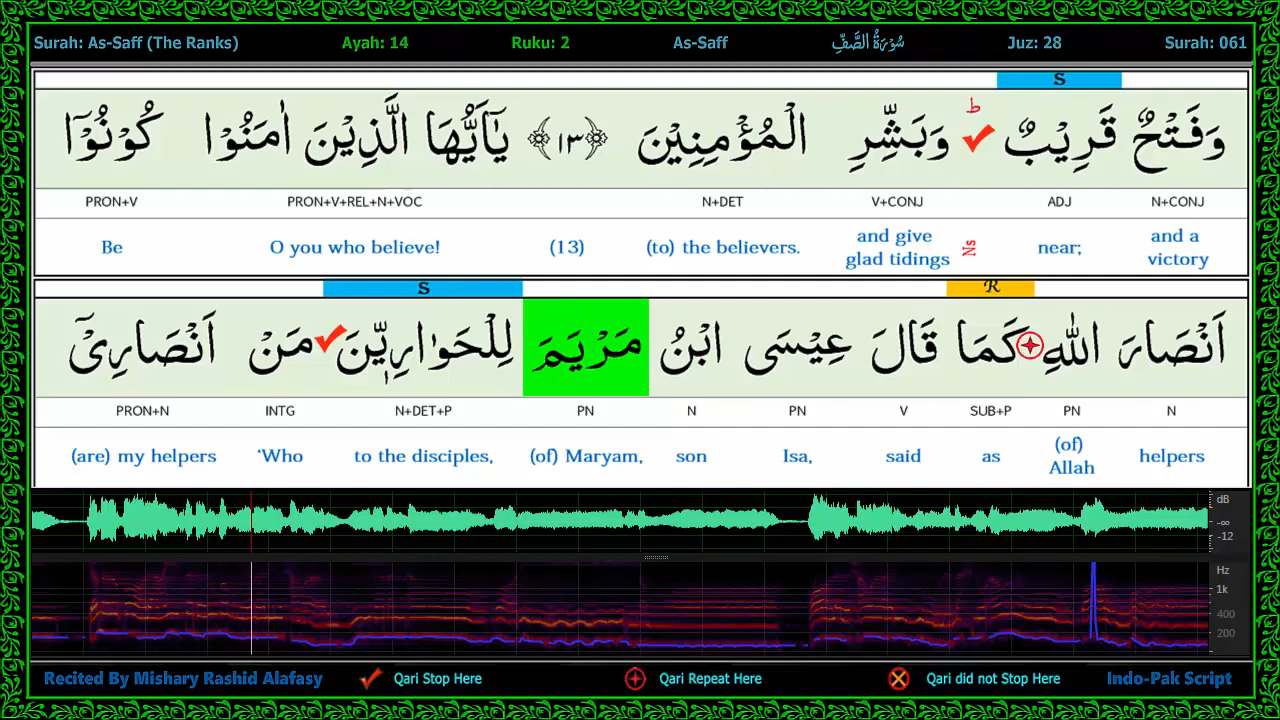 Surah: As-Saff (The Ranks) Ayah: 14 Ruku: 2 As-Saff سُوْرَةُ الصَّفِّ Juz: 28 Surah: 061
S
وَفَتْحٌ قَرِيْبٌ ؕ وَبَشِّرِ الْمُؤْمِنِيْنَ ﴿١٣﴾ يٰۤاَيُّهَا الَّذِيْنَ اٰمَنُوْا كُوْنُوْۤا
PRON+V PRON+V+REL+N+VOC N+DET V+CONJ ADJ N+CONJ
Be O you who believe! (13) (to) the believers. and give glad tidings Ns near; and a victory
S R
اَنْصَارَ اللّٰهِ كَمَا قَالَ عِيْسَى ابْنُ مَرْيَمَ لِلْحَوٰارِيّٖنَ مَنْ اَنْصَارِيْۤ
PRON+N INTG N+DET+P PN N PN V SUB+P PN N
(are) my helpers ‘Who to the disciples, (of) Maryam, son Isa, said as (of) Allah helpers
dB
-∞
-12
Hz
1k
400
200
Recited By Mishary Rashid Alafasy Qari Stop Here Qari Repeat Here Qari did not Stop Here Indo-Pak Script